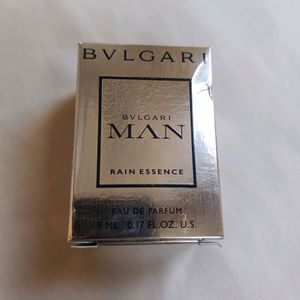 BVLGARI
BVLGARI
MAN
RAIN ESSENCE
EAU DE PARFUM
5 ML 0.17 FL.OZ. U.S.